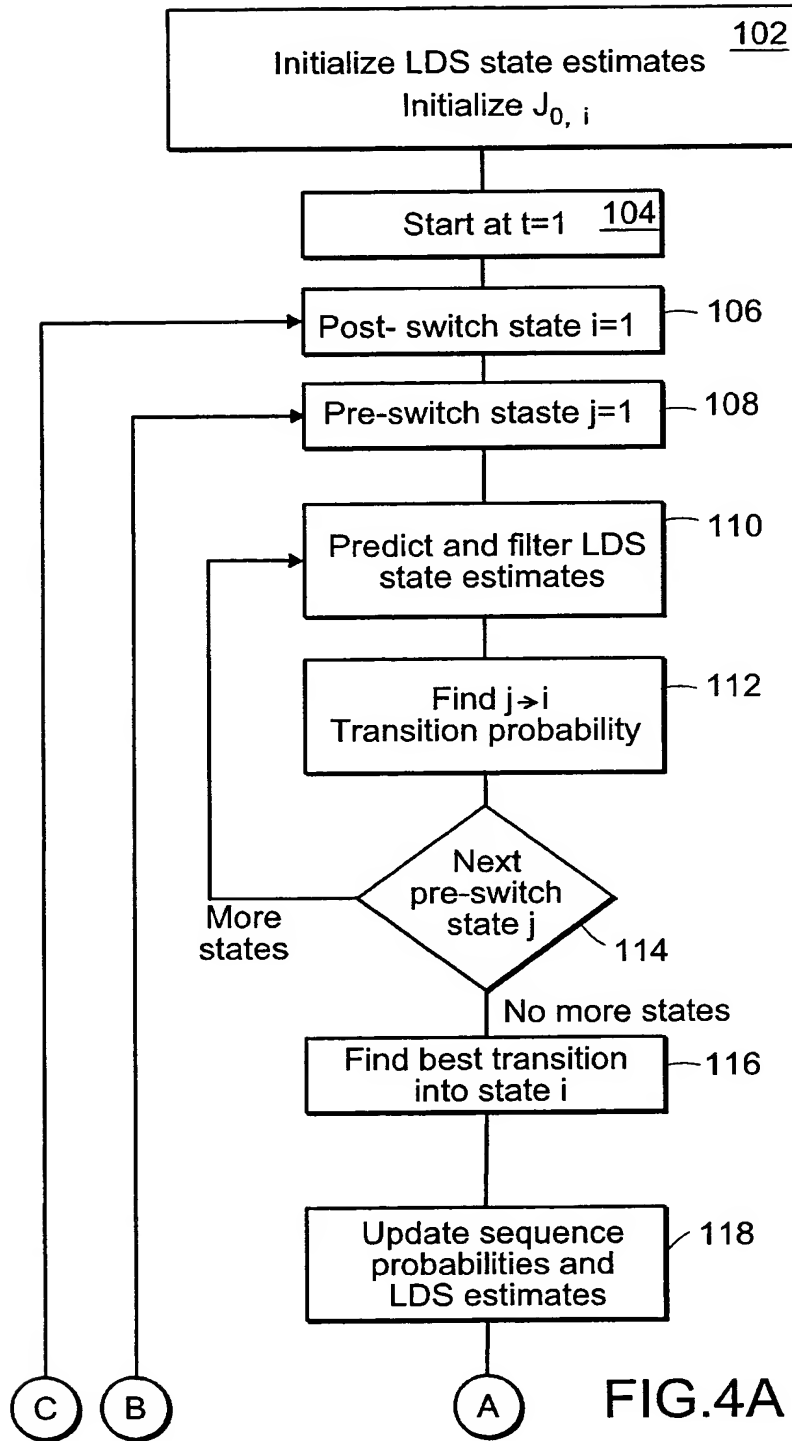 102
Initialize LDS state estimates
Initialize J0, i
Start at t=1 104
Post- switch state i=1 106
Pre-switch staste j=1 108
110
Predict and filter LDS
state estimates
112
Find j→i
Transition probability
Next
pre-switch
state j
More
states
114
No more states
Find best transition
into state i
116
Update sequence
probabilities and
LDS estimates
118
C B A FIG.4A